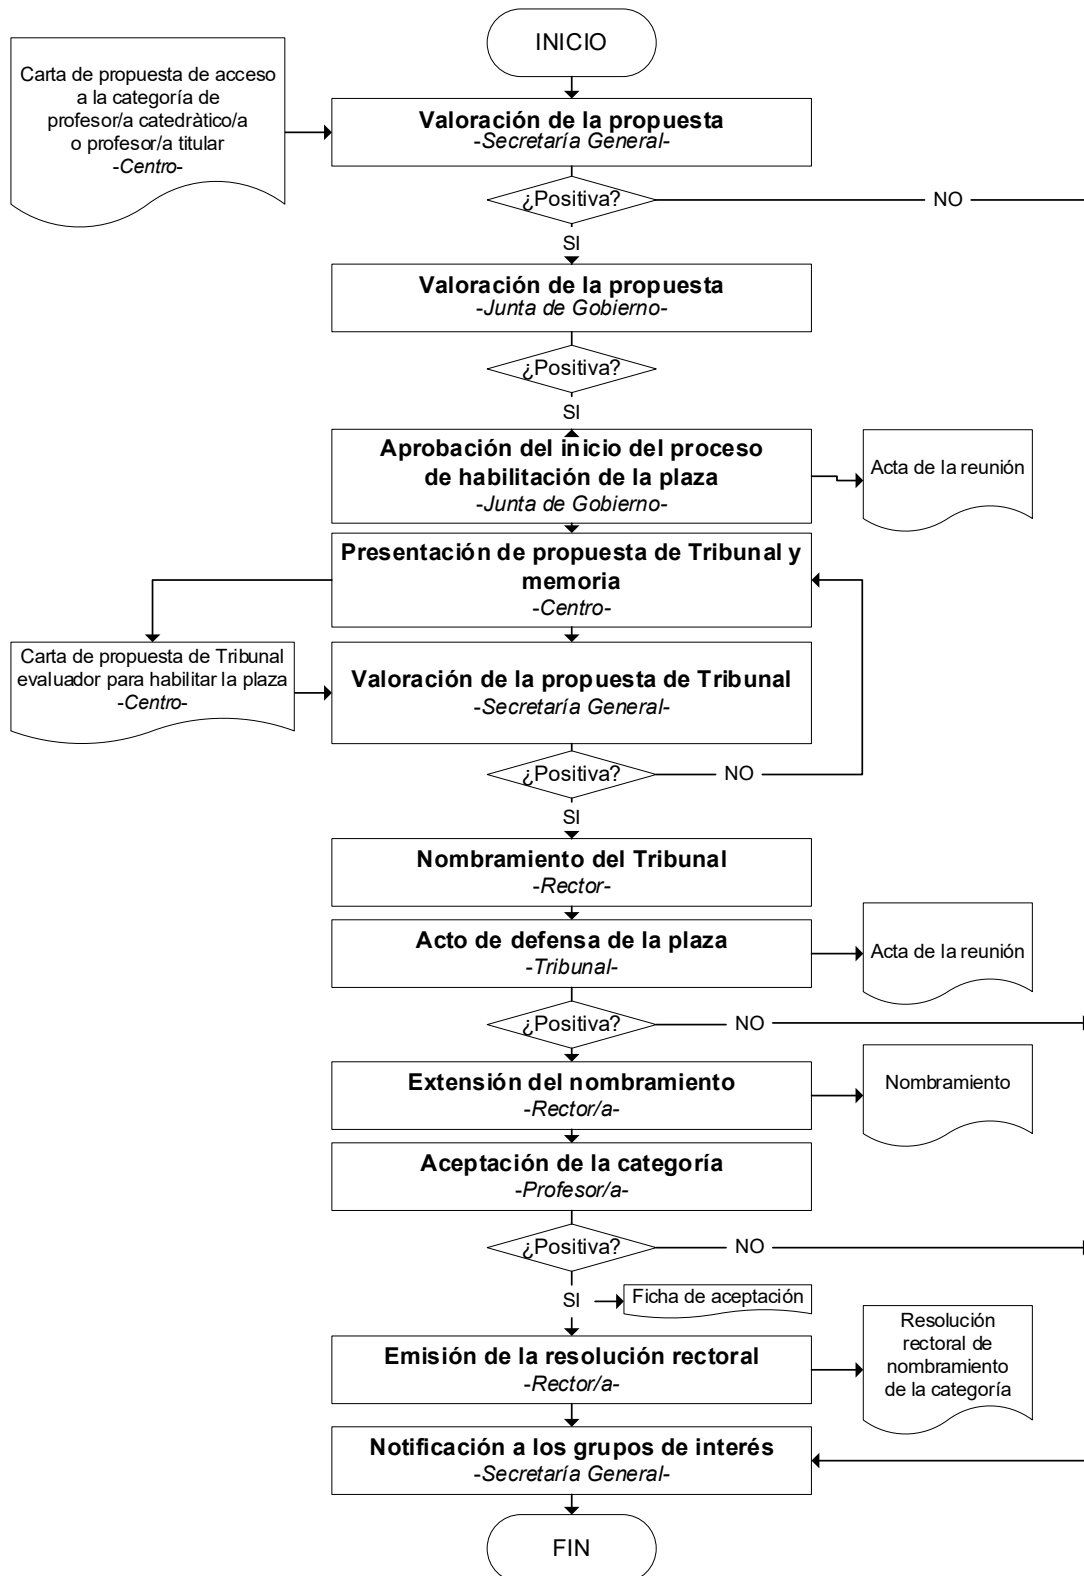 INICIO
Carta de propuesta de acceso
a la categoría de
profesor/a catedràtico/a
o profesor/a titular
-Centro-
Valoración de la propuesta
-Secretaría General-
¿Positiva?
NO
SI
Valoración de la propuesta
-Junta de Gobierno-
¿Positiva?
SI
Aprobación del inicio del proceso
de habilitación de la plaza
-Junta de Gobierno-
Acta de la reunión
Presentación de propuesta de Tribunal y
memoria
-Centro-
Carta de propuesta de Tribunal
evaluador para habilitar la plaza
-Centro-
Valoración de la propuesta de Tribunal
-Secretaría General-
¿Positiva?
NO
SI
Nombramiento del Tribunal
-Rector-
Acto de defensa de la plaza
-Tribunal-
Acta de la reunión
¿Positiva?
NO
Extensión del nombramiento
-Rector/a-
Nombramiento
Aceptación de la categoría
-Profesor/a-
¿Positiva?
NO
SI
Ficha de aceptación
Emisión de la resolución rectoral
-Rector/a-
Resolución
rectoral de
nombramiento
de la categoría
Notificación a los grupos de interés
-Secretaría General-
FIN